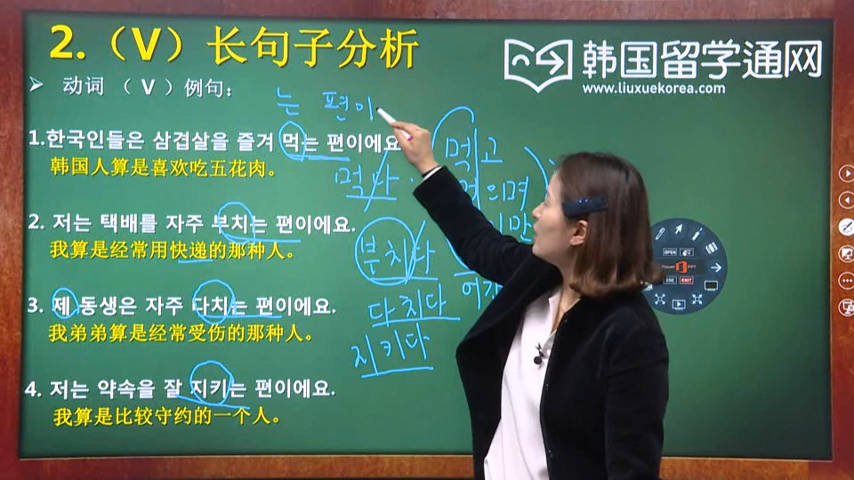 2.（V）长句子分析
韩国留学通网
www.liuxuekorea.com
➢ 动词 （ V ）例句：
는 편이
1.한국인들은 삼겹살을 즐겨 먹는 편이에요
韩国人算是喜欢吃五花肉。
먹고
먹다
2. 저는 택배를 자주 부치는 편이에요.
我算是经常用快递的那种人。
부치다
3. 제 동생은 자주 다치는 편이에요.
我弟弟算是经常受伤的那种人。
다치다
지키다
4. 저는 약속을 잘 지키는 편이에요.
我算是比较守约的一个人。